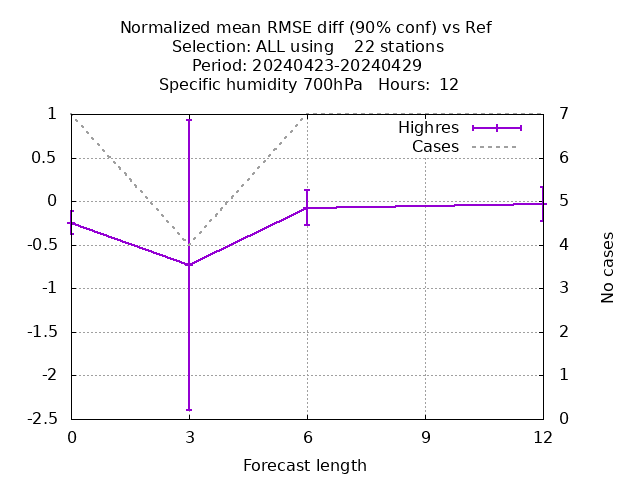 Normalized mean RMSE diff (90% conf) vs Ref
Selection: ALL using    22 stations
Period: 20240423-20240429
Specific humidity 700hPa   Hours:  12
Highres
Cases
1
0.5
0
-0.5
-1
-1.5
-2
-2.5
7
6
5
4
3
2
1
0
No cases
0 3 6 9 12
Forecast length